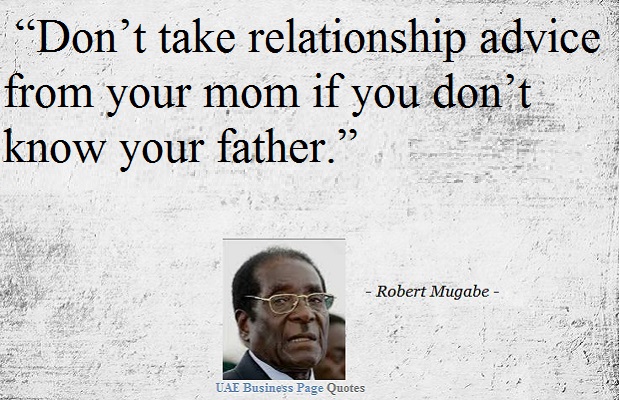 “Don’t take relationship advice
from your mom if you don’t
know your father.”
- Robert Mugabe -
UAE Business Page Quotes